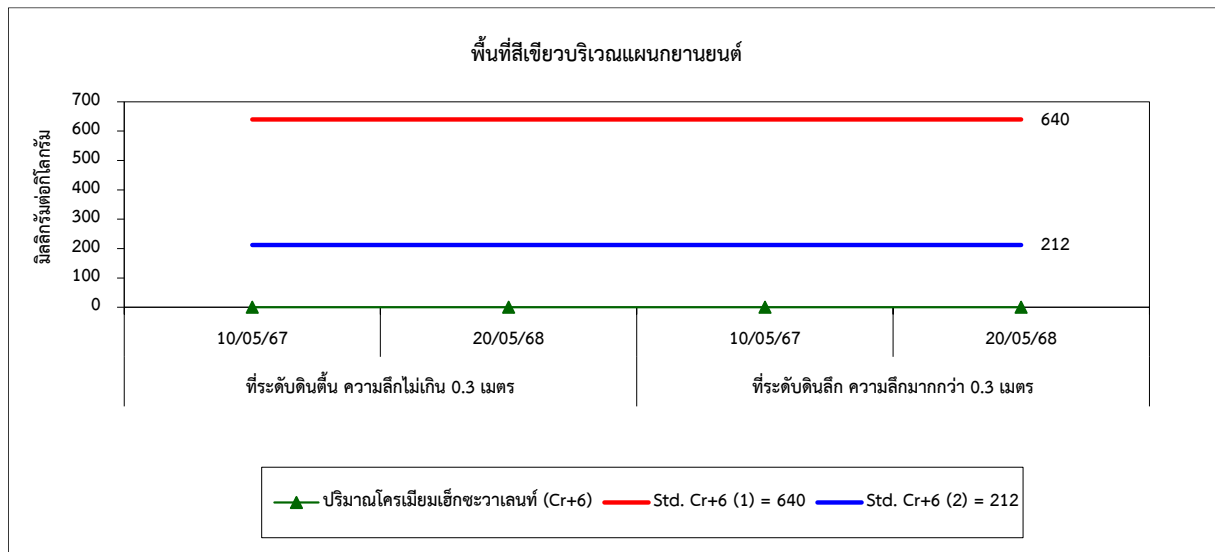 พื้นที่สีเขียวบริเวณแผนกยานยนต์
มิลลิกรัมต่อกิโลกรัม
700
600
500
400
300
200
100
0
640
212
10/05/67 20/05/68 10/05/67 20/05/68
ที่ระดับดินตื้น ความลึกไม่เกิน 0.3 เมตร ที่ระดับดินลึก ความลึกมากกว่า 0.3 เมตร
ปริมาณโครเมียมเฮ็กซะวาเลนท์ (Cr+6) Std. Cr+6 (1) = 640 Std. Cr+6 (2) = 212